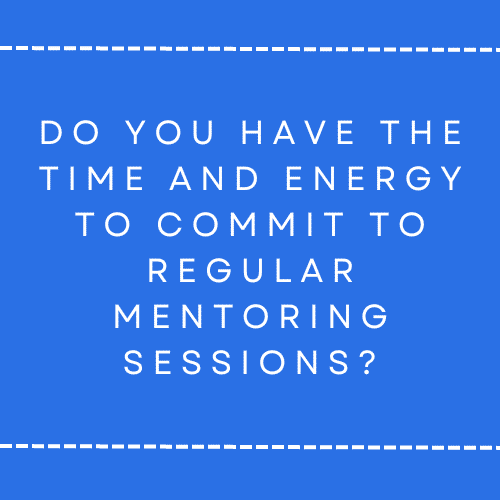 DO YOU HAVE THE
TIME AND ENERGY
TO COMMIT TO
REGULAR
MENTORING
SESSIONS?